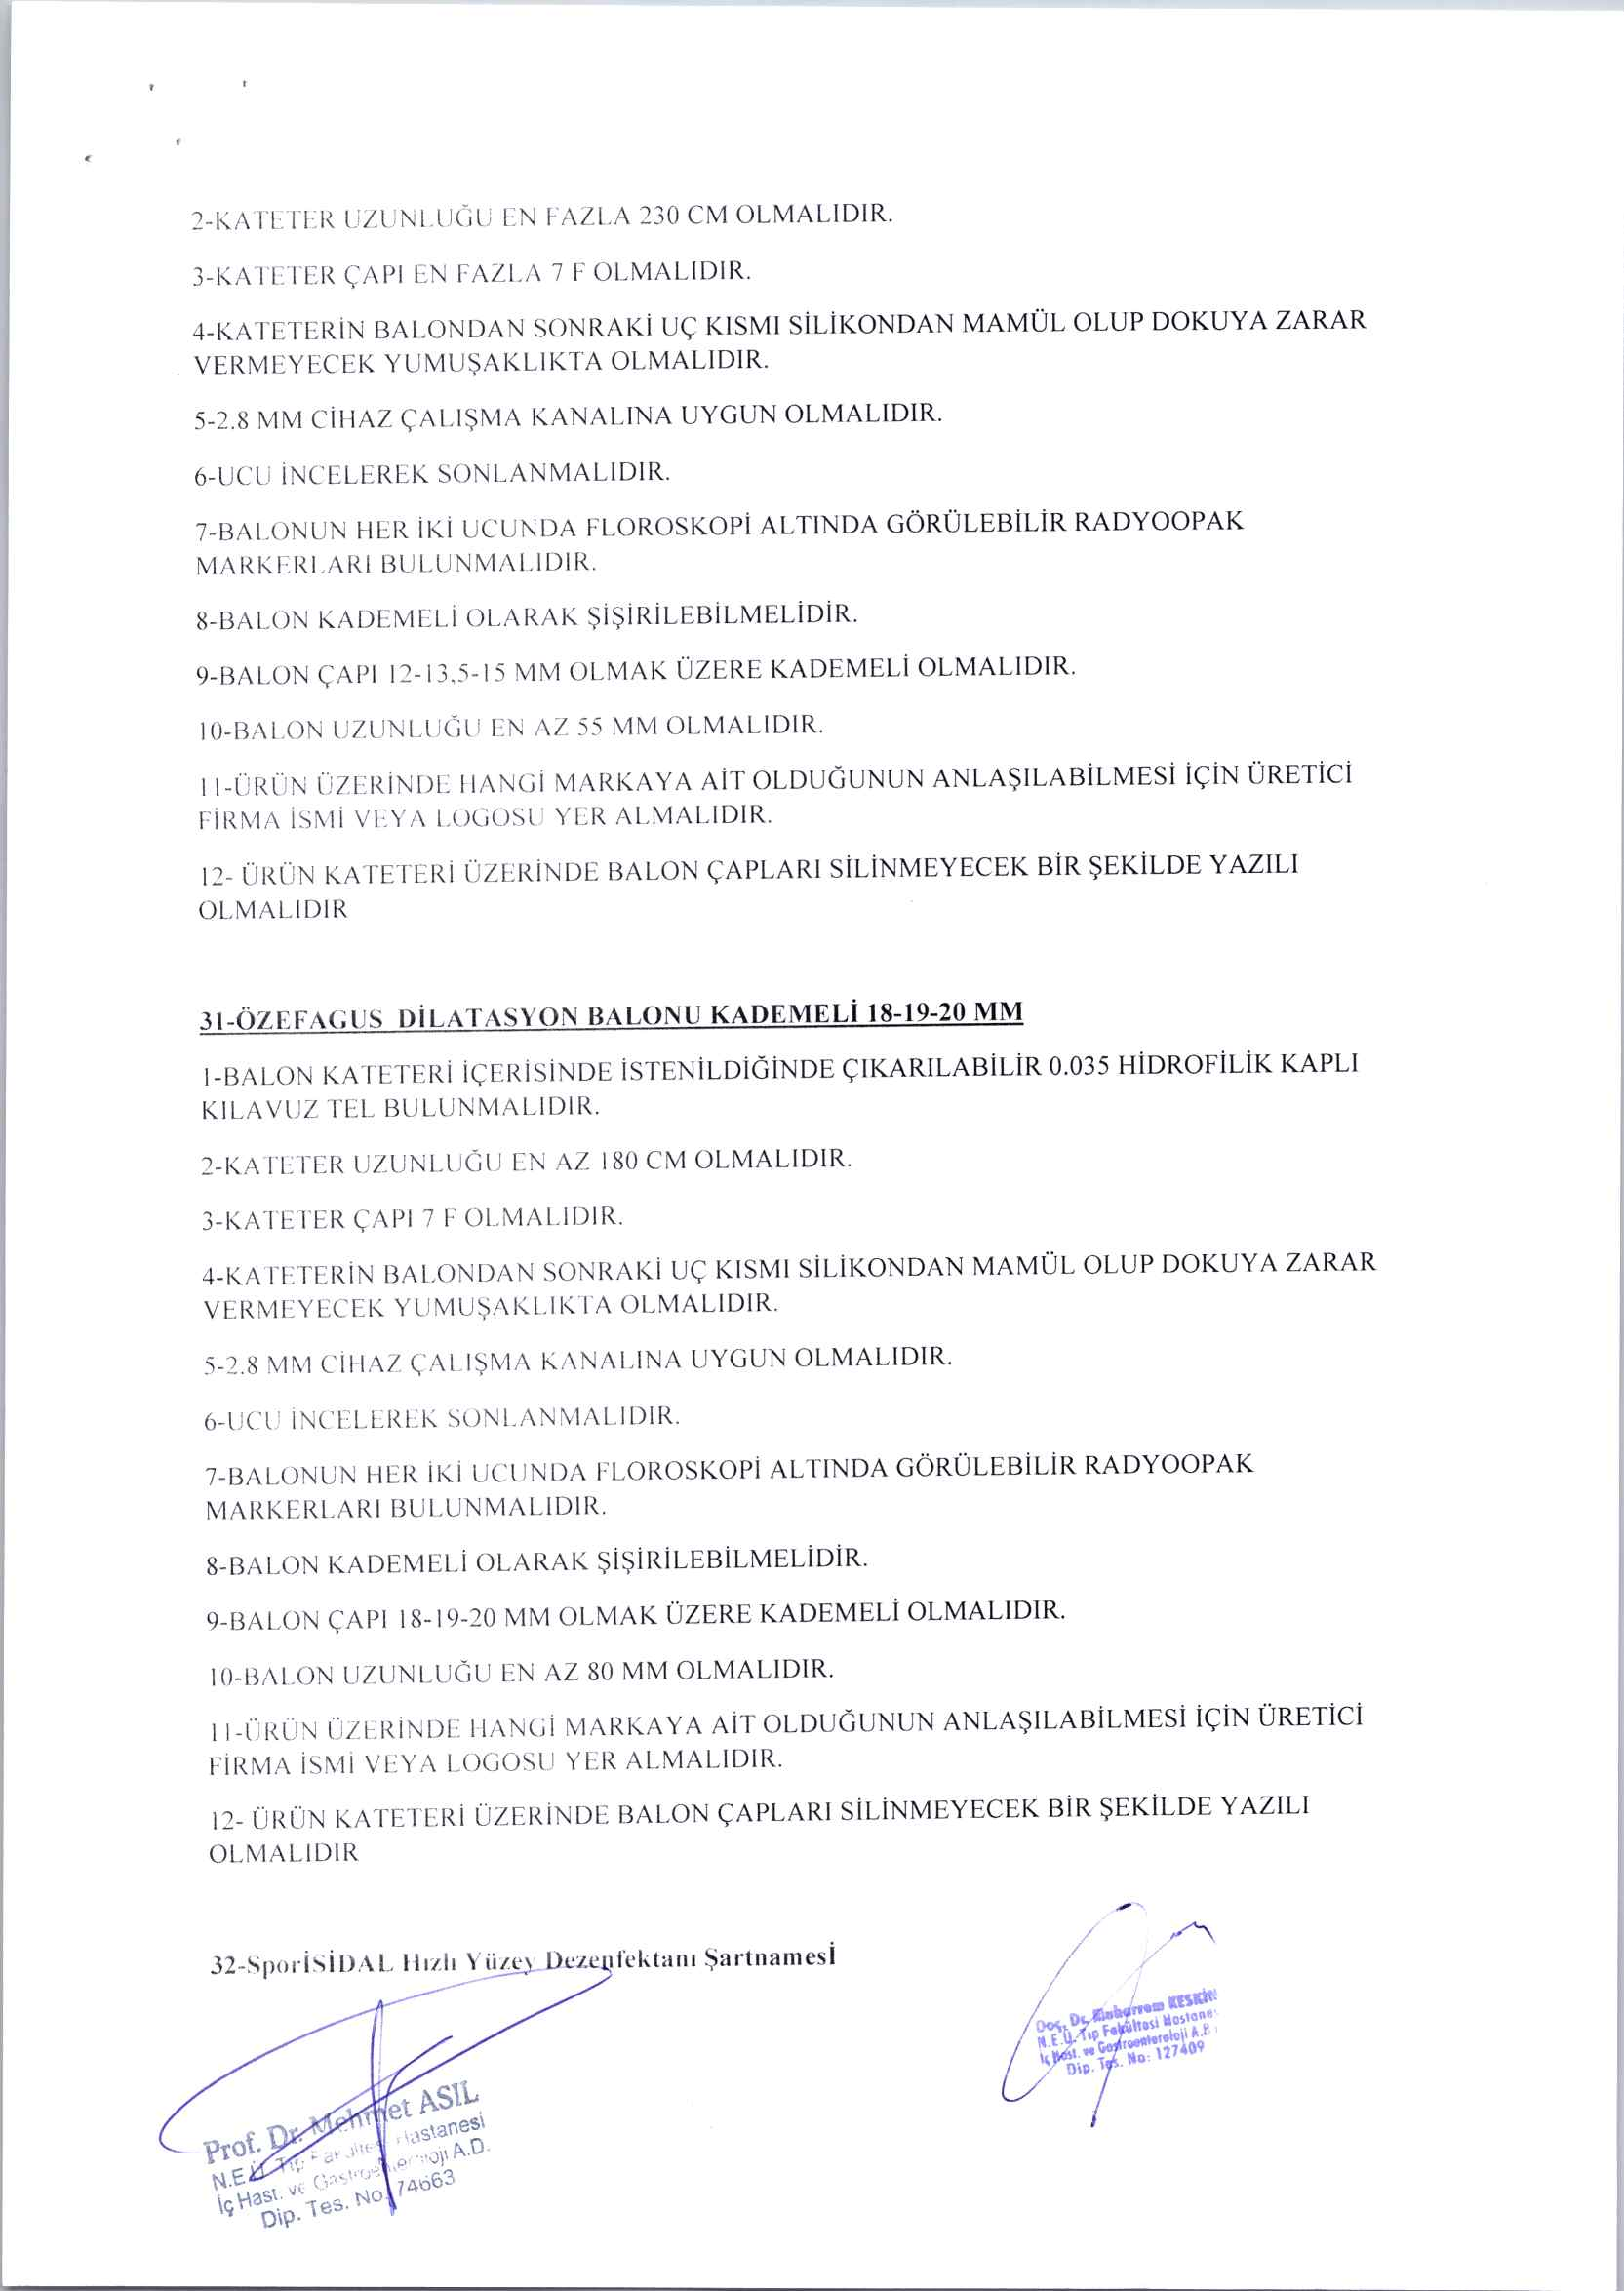 2-KATETER UZUNLUĞU EN FAZLA 230 CM OLMALIDIR.
3-KATETER ÇAPI EN FAZLA 7 F OLMALIDIR.
4-KATETERİN BALONDAN SONRAKİ UÇ KISMI SİLİKONDAN MAMÜL OLUP DOKUYA ZARAR
VERMEYECEK YUMUŞAKLIKTA OLMALIDIR.
5-2.8 MM CİHAZ ÇALIŞMA KANALINA UYGUN OLMALIDIR.
6-UCU İNCELEREK SONLANMALIDIR.
7-BALONUN HER İKİ UCUNDA FLOROSKOPİ ALTINDA GÖRÜLEBİLİR RADYOOPAK
MARKERLARI BULUNMALIDIR.
8-BALON KADEMELİ OLARAK ŞİŞİRİLEBİLMELİDİR.
9-BALON ÇAPI 12-13,5-15 MM OLMAK ÜZERE KADEMELİ OLMALIDIR.
10-BALON UZUNLUĞU EN AZ 55 MM OLMALIDIR.
11-ÜRÜN ÜZERİNDE HANGİ MARKAYA AİT OLDUĞUNUN ANLAŞILABİLMESİ İÇİN ÜRETİCİ
FİRMA İSMİ VEYA LOGOSU YER ALMALIDIR.
12- ÜRÜN KATETERİ ÜZERİNDE BALON ÇAPLARI SİLİNMEYECEK BİR ŞEKİLDE YAZILI
OLMALIDIR
31-ÖZEFAGUS DİLATASYON BALONU KADEMELİ 18-19-20 MM
1-BALON KATETERİ İÇERİSİNDE İSTENİLDİĞİNDE ÇIKARILABİLİR 0.035 HİDROFİLİK KAPLI
KILAVUZ TEL BULUNMALIDIR.
2-KATETER UZUNLUĞU EN AZ 180 CM OLMALIDIR.
3-KATETER ÇAPI 7 F OLMALIDIR.
4-KATETERİN BALONDAN SONRAKİ UÇ KISMI SİLİKONDAN MAMÜL OLUP DOKUYA ZARAR
VERMEYECEK YUMUŞAKLIKTA OLMALIDIR.
5-2.8 MM CİHAZ ÇALIŞMA KANALINA UYGUN OLMALIDIR.
6-UCU İNCELEREK SONLANMALIDIR.
7-BALONUN HER İKİ UCUNDA FLOROSKOPİ ALTINDA GÖRÜLEBİLİR RADYOOPAK
MARKERLARI BULUNMALIDIR.
8-BALON KADEMELİ OLARAK ŞİŞİRİLEBİLMELİDİR.
9-BALON ÇAPI 18-19-20 MM OLMAK ÜZERE KADEMELİ OLMALIDIR.
10-BALON UZUNLUĞU EN AZ 80 MM OLMALIDIR.
11-ÜRÜN ÜZERİNDE HANGİ MARKAYA AİT OLDUĞUNUN ANLAŞILABİLMESİ İÇİN ÜRETİCİ
FİRMA İSMİ VEYA LOGOSU YER ALMALIDIR.
12- ÜRÜN KATETERİ ÜZERİNDE BALON ÇAPLARI SİLİNMEYECEK BİR ŞEKİLDE YAZILI
OLMALIDIR
32-SporİSİDAL Hızlı Yüzey Dezenfektanı Şartnamesİ
Doç. Dr. Muharrem KESKİN
N.E.Ü. Tıp Fakültesi Hastanesi
İç Hast. ve Gastroenteroloji A.B
Dip. Tes. No: 127409
Prof. Dr. Mehmet ASIL
N.E.Ü. Tıp Fakültesi Hastanesi
İç Hast. ve Gastroenteroloji A.D.
Dip. Tes. No. 74663